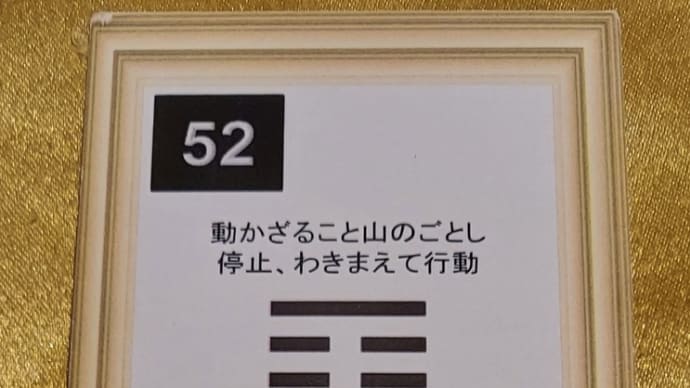 52
動かざること山のごとし
停止、わきまえて行動